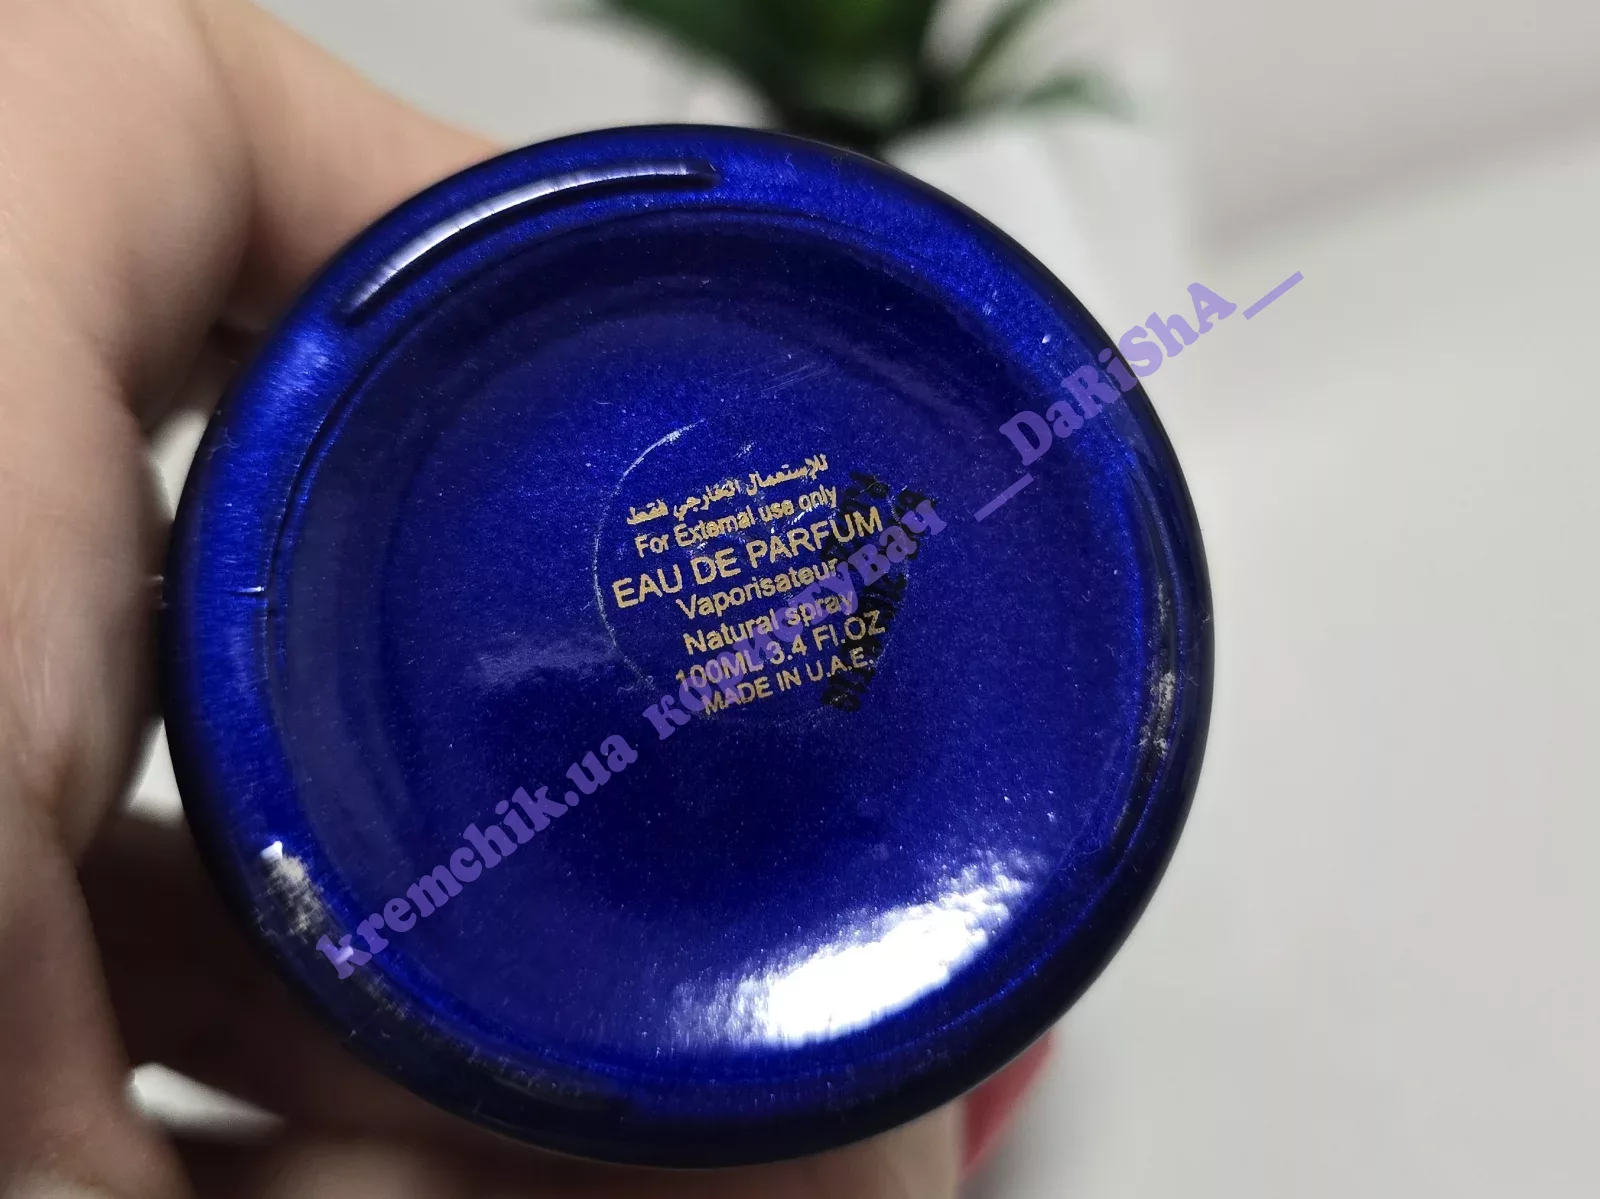 للإستعمال الخارجي فقط
For External use only
EAU DE PARFUM
Vaporisateur
Natural spray
100ML 3.4 Fl.OZ
MADE IN U.A.E.
kremchik.ua користувач __DaRiShA__